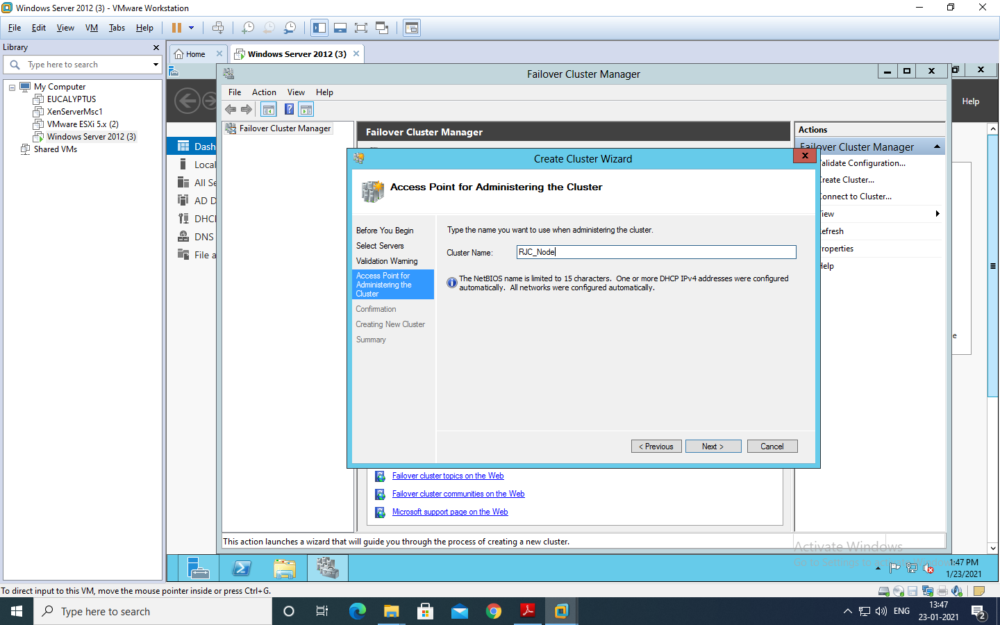 Windows Server 2012 (3) - VMware Workstation
File Edit View VM Tabs Help
Library
Type here to search
My Computer
EUCALYPTUS
XenServerMsc1
VMware ESXi 5.x (2)
Windows Server 2012 (3)
Shared VMs
Home
Windows Server 2012 (3)
Failover Cluster Manager
File Action View Help
Help
Dash
Local
All Se
AD D
DHC
DNS
File a
Failover Cluster Manager
Failover Cluster Manager
Actions
Failover Cluster Manager
alidate Configuration...
reate Cluster...
onnect to Cluster...
iew
efresh
roperties
elp
e
Create Cluster Wizard
Access Point for Administering the Cluster
Before You Begin
Select Servers
Validation Warning
Access Point for
Administering the
Cluster
Confirmation
Creating New Cluster
Summary
Type the name you want to use when administering the cluster.
Cluster Name:
RJC_Node
The NetBIOS name is limited to 15 characters. One or more DHCP IPv4 addresses were configured
automatically. All networks were configured automatically.
< Previous
Next >
Cancel
Failover cluster topics on the Web
Failover cluster communities on the Web
Microsoft support page on the Web
This action launches a wizard that will guide you through the process of creating a new cluster.
Activate Windows
Go to Settings to
1:47 PM
1/23/2021
To direct input to this VM, move the mouse pointer inside or press Ctrl+G.
Type here to search
ENG
13:47
23-01-2021
2